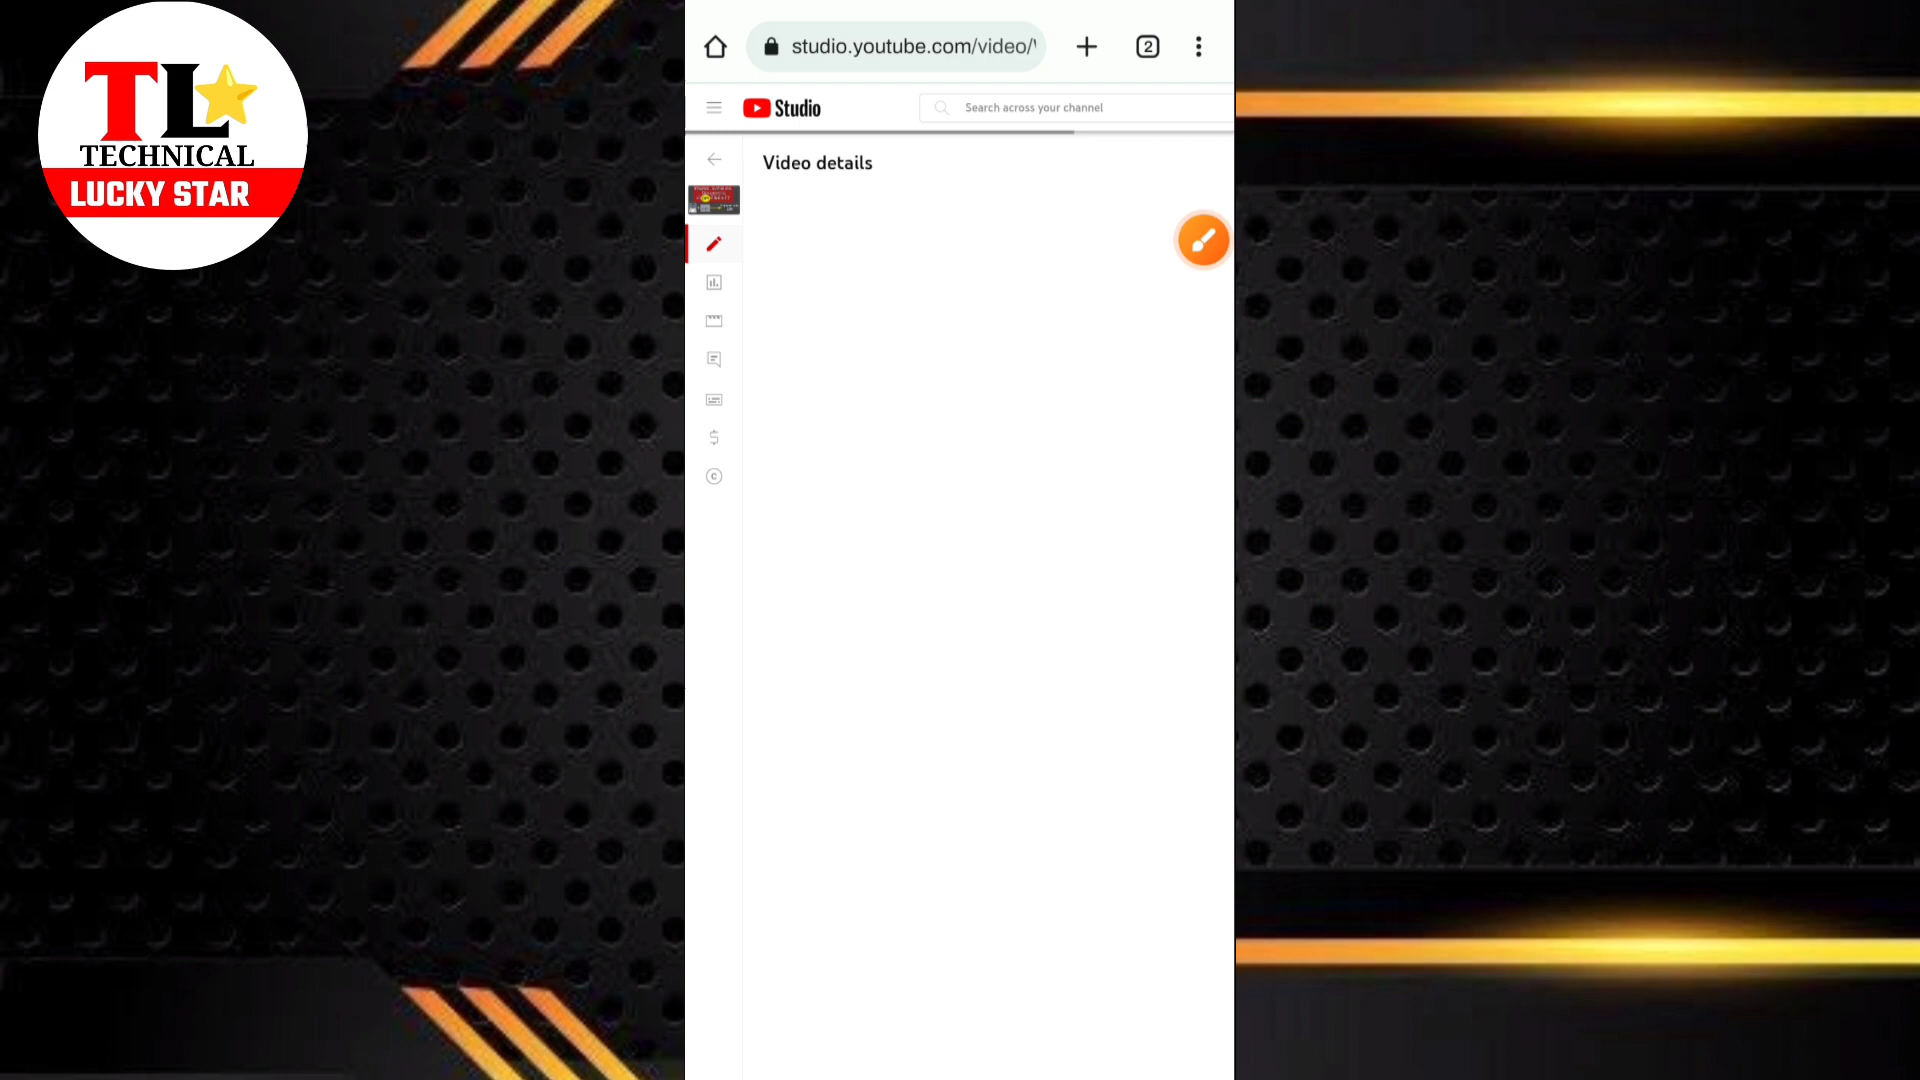 TL
TECHNICAL
LUCKY STAR
studio.youtube.com/video/
2
Studio
Search across your channel
Video details